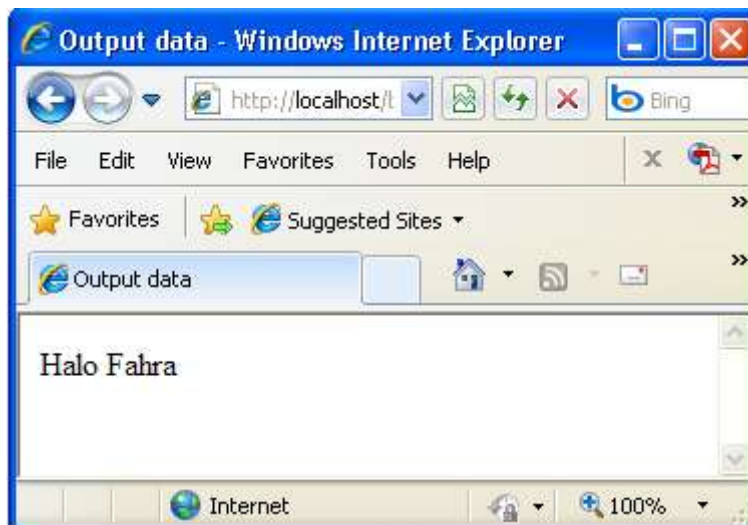 Output data - Windows Internet Explorer
http://localhost/t
Bing
File Edit View Favorites Tools Help
Favorites Suggested Sites
Output data
Halo Fahra
Internet 100%